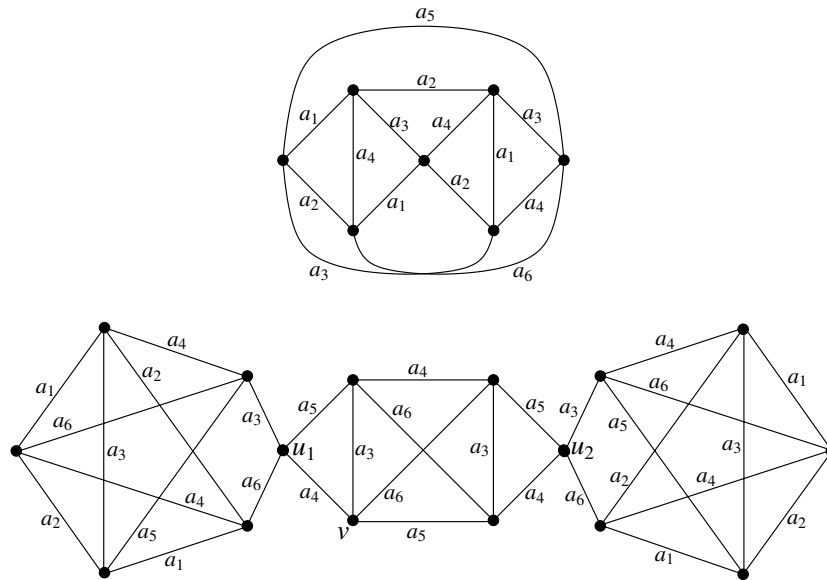 a₅
a₂
a₁ a₃ a₄ a₃
a₄ a₁
a₂ a₁ a₂ a₄
a₃ a₆
a₄ a₂ a₄ a₄ a₆
a₁ a₃ a₅ a₆ a₅ a₃ a₅ a₁
a₆ a₃ u₁ a₃ a₃ u₂ a₃
a₂ a₄ a₆ a₄ a₆ a₄ a₆ a₂ a₄ a₂
a₅ a₁ v a₅ a₁